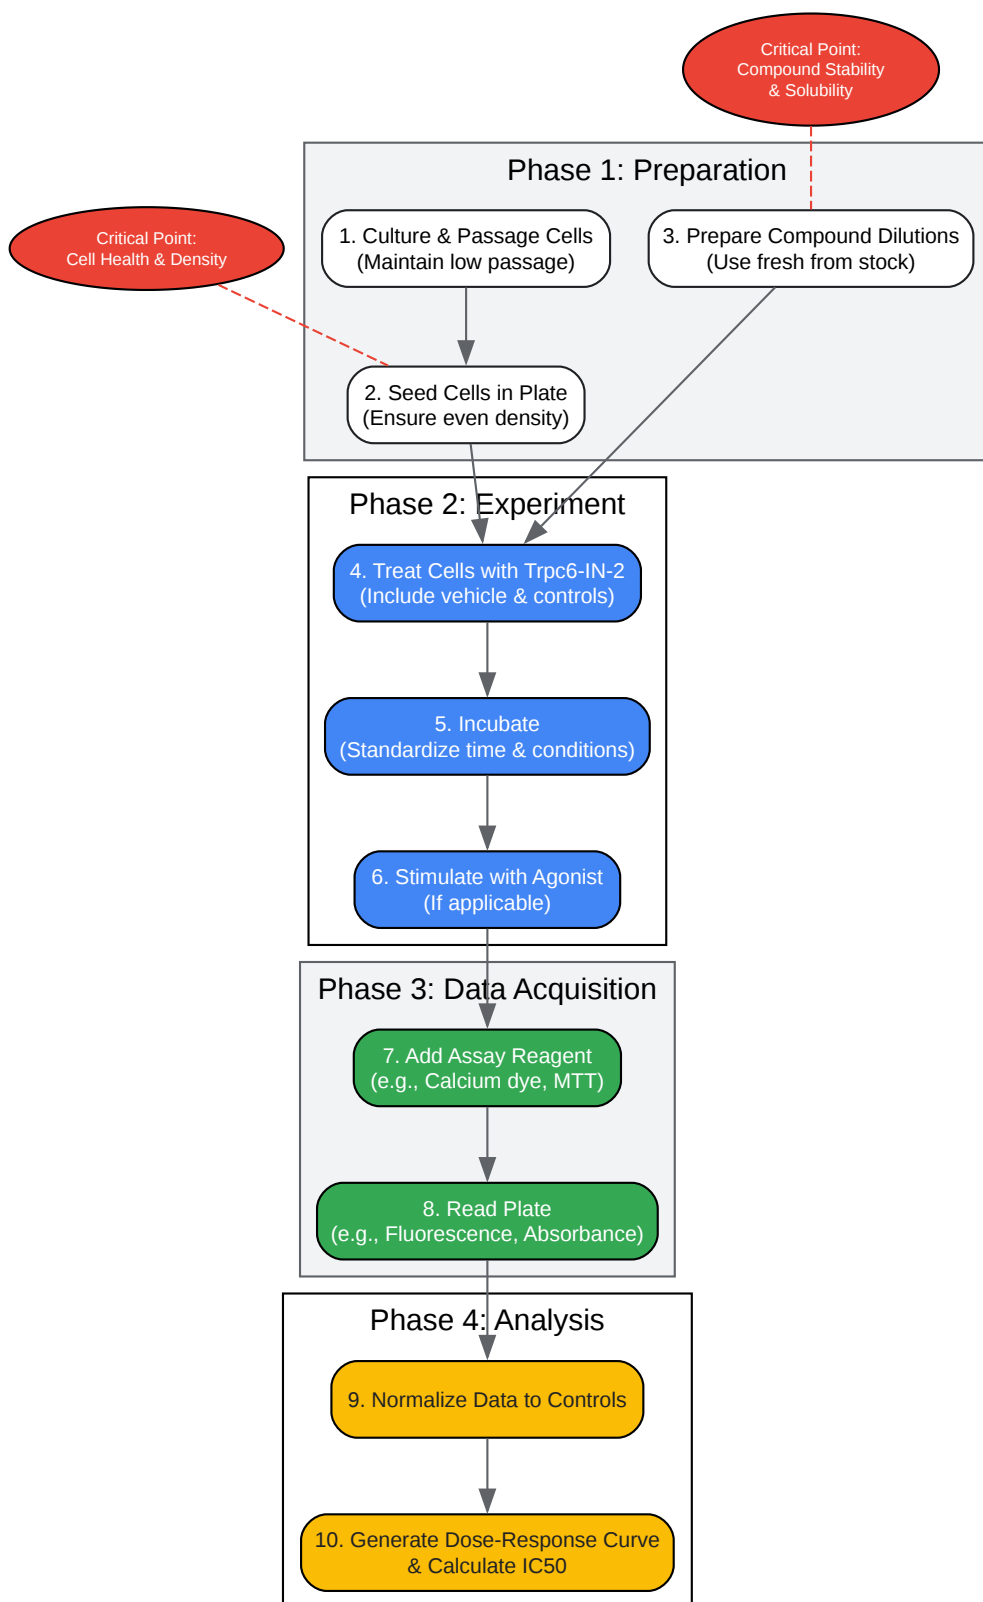 Critical Point:
Compound Stability
& Solubility
Phase 1: Preparation
Critical Point:
Cell Health & Density
1. Culture & Passage Cells
(Maintain low passage)
3. Prepare Compound Dilutions
(Use fresh from stock)
2. Seed Cells in Plate
(Ensure even density)
Phase 2: Experiment
4. Treat Cells with Trpc6-IN-2
(Include vehicle & controls)
5. Incubate
(Standardize time & conditions)
6. Stimulate with Agonist
(If applicable)
Phase 3: Data Acquisition
7. Add Assay Reagent
(e.g., Calcium dye, MTT)
8. Read Plate
(e.g., Fluorescence, Absorbance)
Phase 4: Analysis
9. Normalize Data to Controls
10. Generate Dose-Response Curve
& Calculate IC50